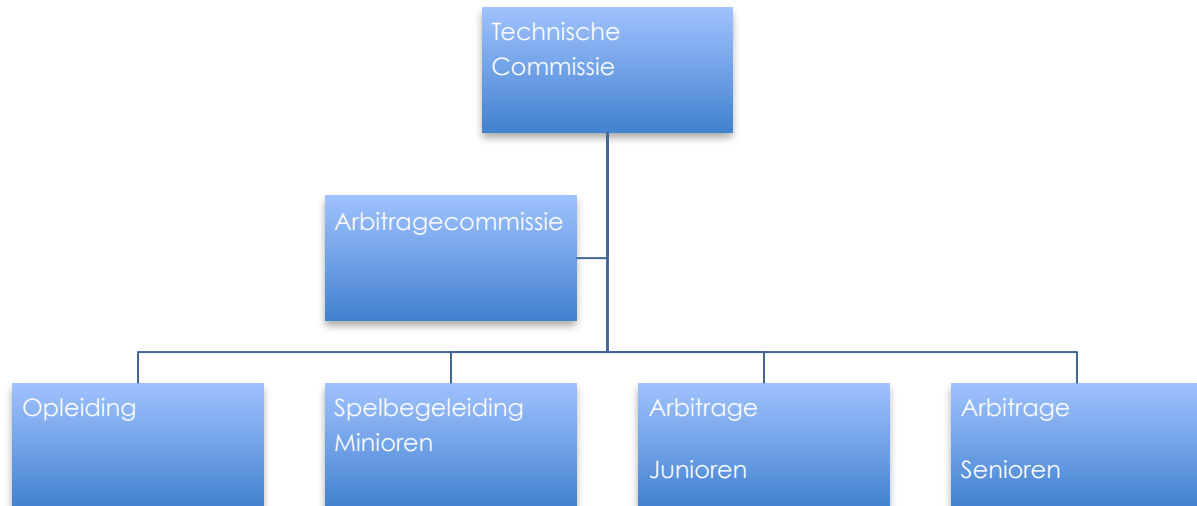 Technische
Commissie
Arbitragecommissie
Opleiding
Spelbegeleiding
Minioren
Arbitrage
Junioren
Arbitrage
Senioren